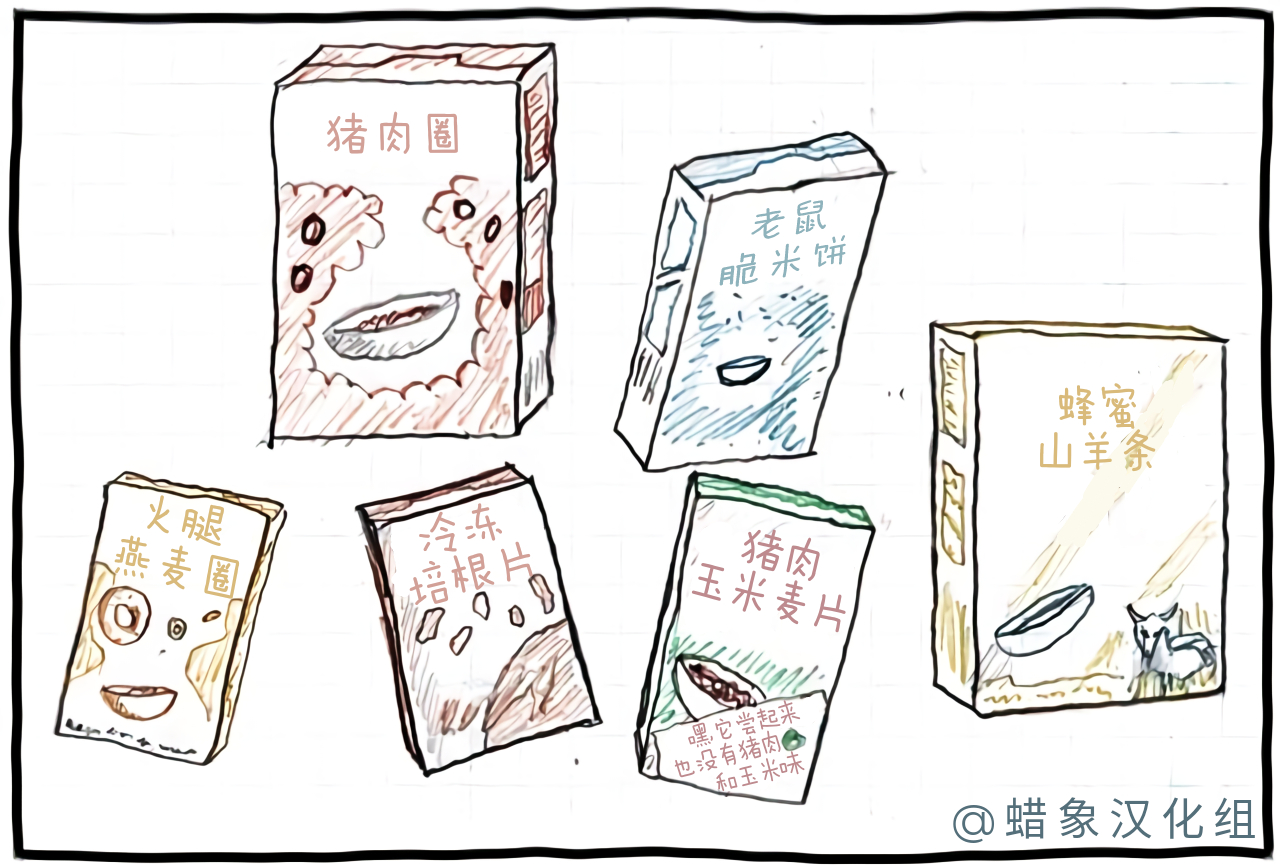 猪肉圈
老鼠
脆米饼
蜂蜜
山羊条
火腿
燕麦圈
冷冻
培根片
猪肉
玉米麦片
嘿,它尝起来
也没有猪肉
和玉米味
@蜡象汉化组